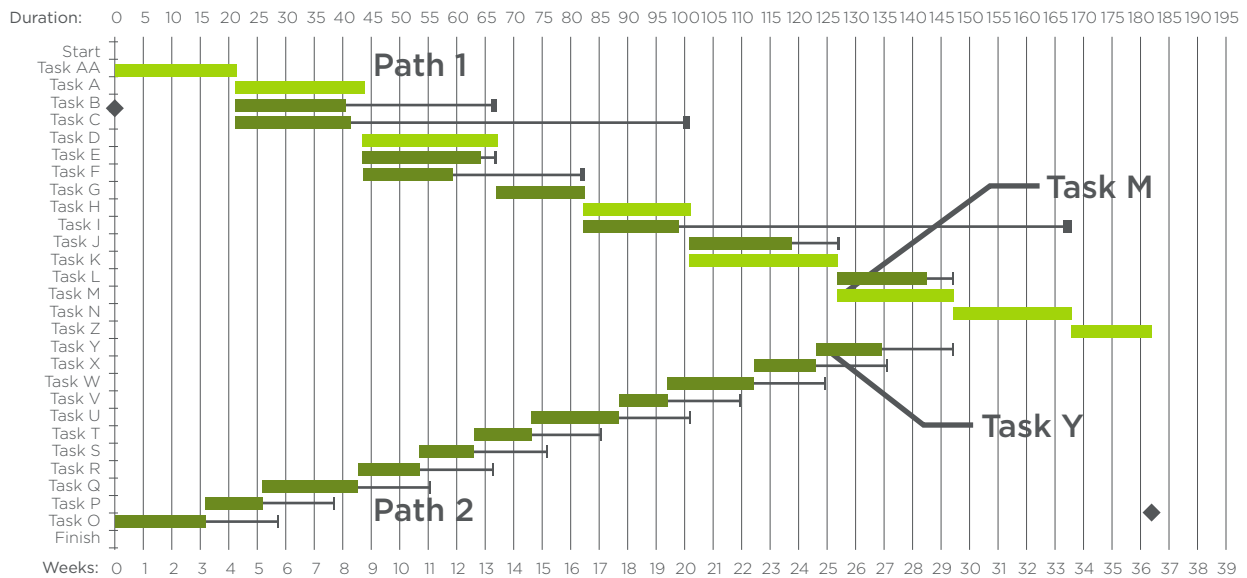 Duration: 0 5 10 15 20 25 30 35 40 45 50 55 60 65 70 75 80 85 90 95 100 105 110 115 120 125 130 135 140 145 150 155 160 165 170 175 180 185 190 195
Start
Path 1
Task AA
Task A
Task B
Task C
Task D
Task E
Task F
Task M
Task G
Task H
Task I
Task J
Task K
Task L
Task M
Task N
Task Z
Task Y
Task X
Task W
Task V
Task U
Task Y
Task T
Task S
Task R
Task Q
Task P
Path 2
Task O
Finish
Weeks: 0 1 2 3 4 5 6 7 8 9 10 11 12 13 14 15 16 17 18 19 20 21 22 23 24 25 26 27 28 29 30 31 32 33 34 35 36 37 38 39